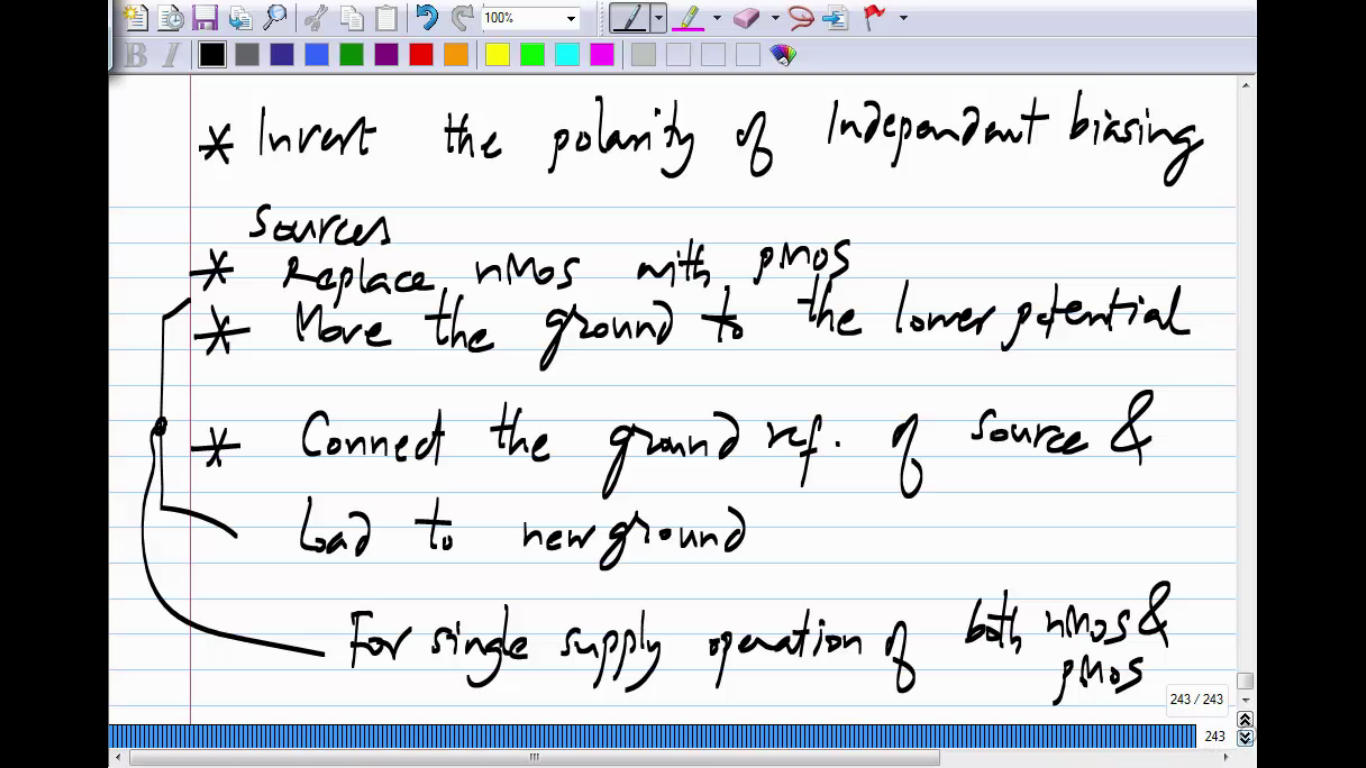 100%
B I
* Invert the polarity of Independent biasing
sources
* Replace nMOS with pMOS
* Move the ground to the lower potential
* Connect the ground ref. of source &
load to new ground
For single supply operation of both nMOS &
pMOS
243 / 243
243